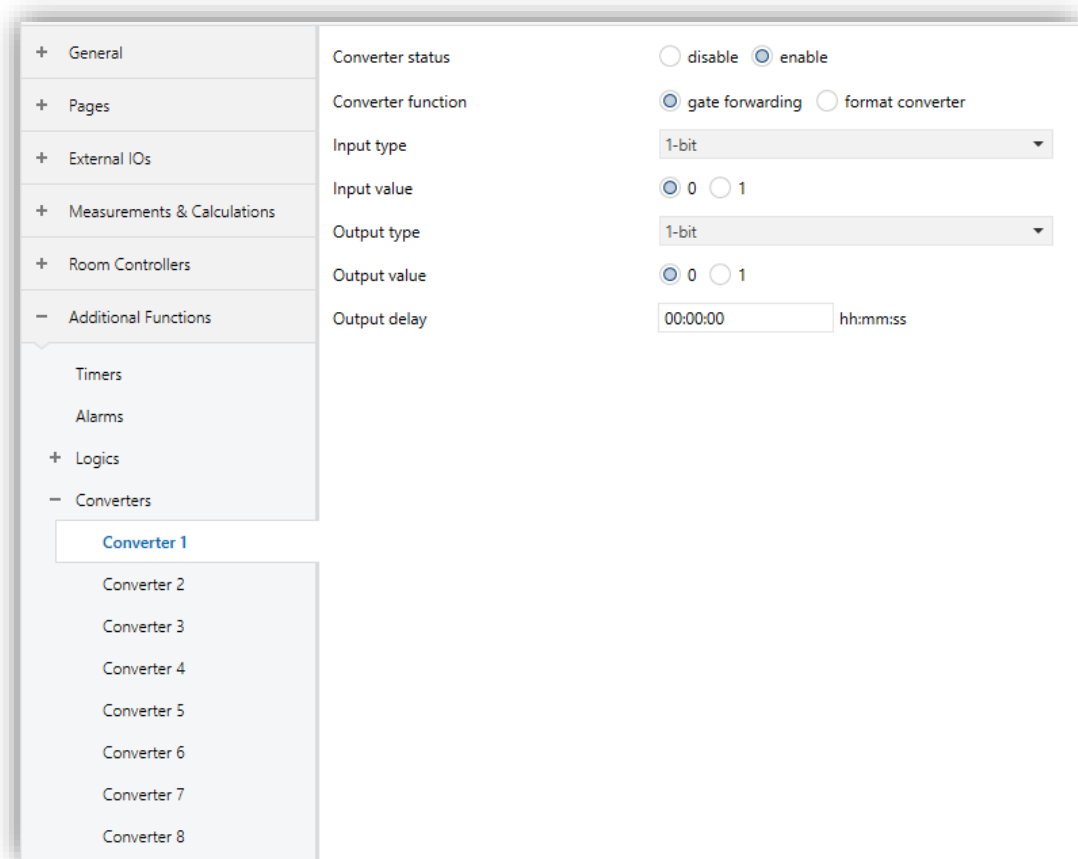 General
Pages
External IOs
Measurements & Calculations
Room Controllers
Additional Functions
Timers
Alarms
Logics
Converters
Converter 1
Converter 2
Converter 3
Converter 4
Converter 5
Converter 6
Converter 7
Converter 8
Converter status disable enable
Converter function gate forwarding format converter
Input type 1-bit
Input value 0 1
Output type 1-bit
Output value 0 1
Output delay 00:00:00 hh:mm:ss